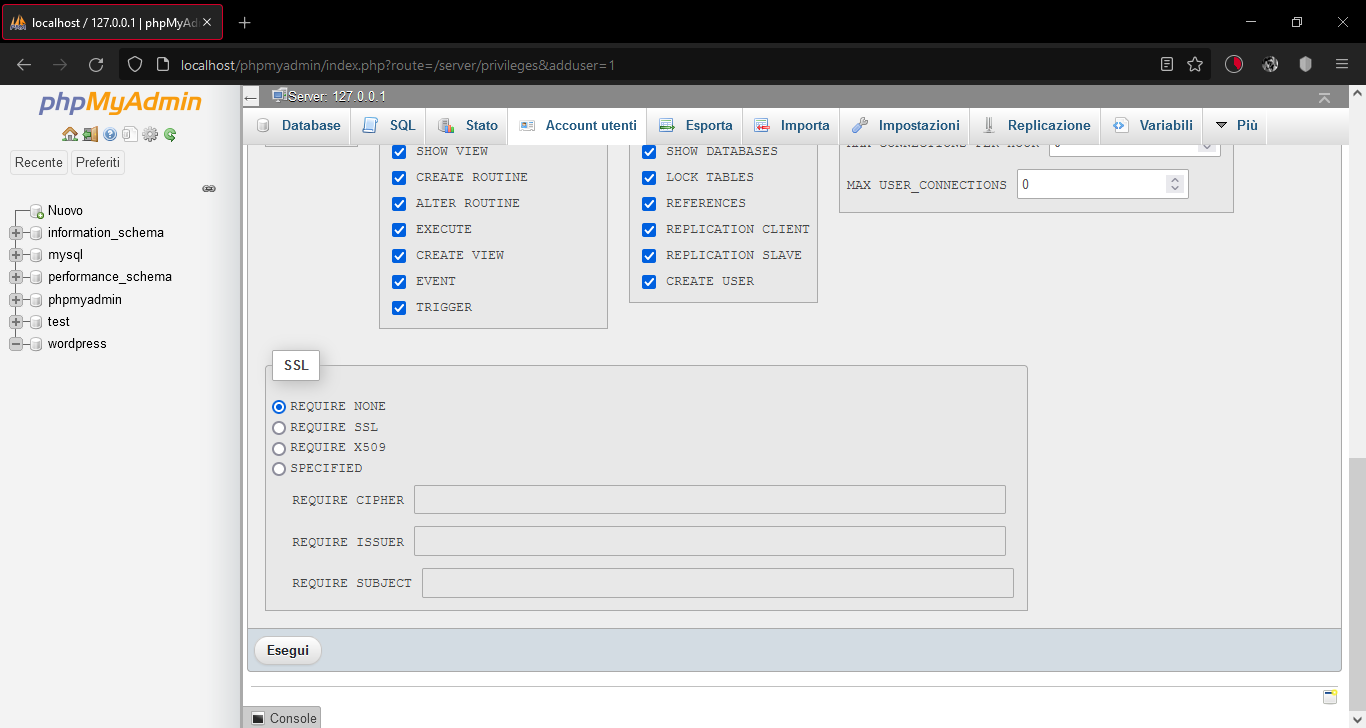 localhost / 127.0.0.1 | phpMyAd
localhost/phpmyadmin/index.php?route=/server/privileges&adduser=1
phpMyAdmin
Recente Preferiti
Nuovo
information_schema
mysql
performance_schema
phpmyadmin
test
wordpress
Server: 127.0.0.1
Database SQL Stato Account utenti Esporta Importa Impostazioni Replicazione Variabili Più
SHOW VIEW
CREATE ROUTINE
ALTER ROUTINE
EXECUTE
CREATE VIEW
EVENT
TRIGGER
SHOW DATABASES
LOCK TABLES
REFERENCES
REPLICATION CLIENT
REPLICATION SLAVE
CREATE USER
MAX CONNECTIONS PER HOUR
MAX USER_CONNECTIONS 0
SSL
REQUIRE NONE
REQUIRE SSL
REQUIRE X509
SPECIFIED
REQUIRE CIPHER
REQUIRE ISSUER
REQUIRE SUBJECT
Esegui
Console